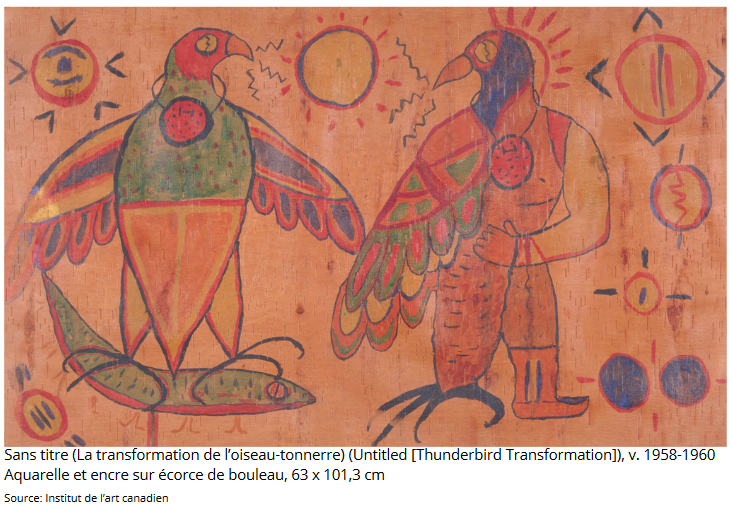 Sans titre (La transformation de l’oiseau-tonnerre) (Untitled [Thunderbird Transformation]), v. 1958-1960
Aquarelle et encre sur écorce de bouleau, 63 x 101,3 cm
Source: Institut de l’art canadien